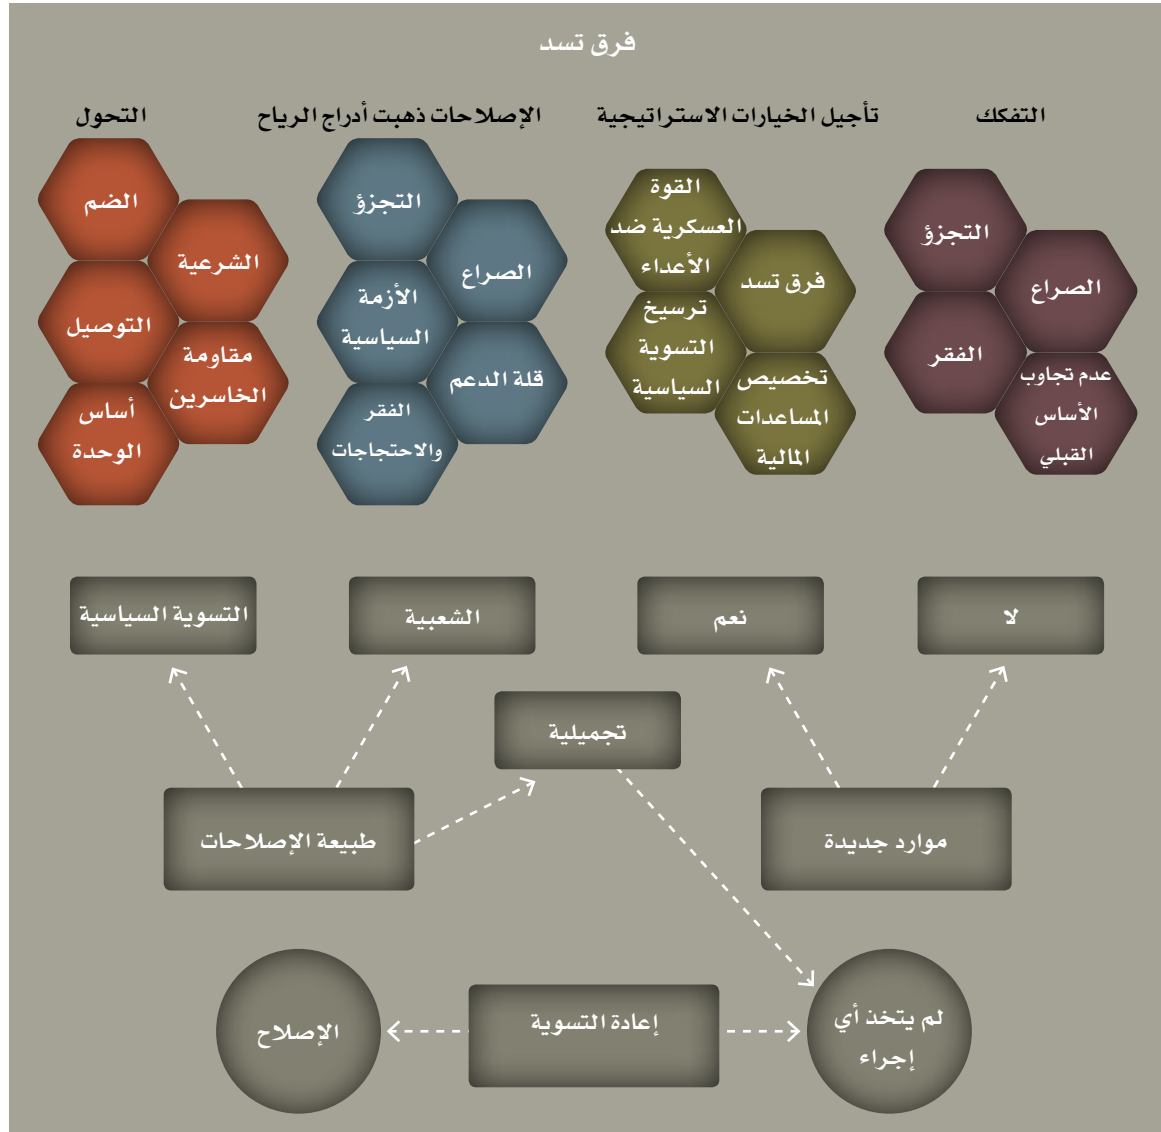 فرق تسد
التفكك
تأجيل الخيارات الاستراتيجية
الإصلاحات ذهبت أدراج الرياح
التحول
التجزؤ
الصراع
الفقر
عدم تجاوب
الأساس
القبلي
القوة
العسكرية ضد
الأعداء
فرق تسد
ترسيخ
التسوية
السياسية
تخصيص
المساعدات
المالية
التجزؤ
الصراع
الأزمة
السياسية
قلة الدعم
الفقر
والاحتجاجات
الضم
الشرعية
التوصيل
مقاومة
الخاسرين
أساس
الوحدة
لا
نعم
الشعبية
التسوية السياسية
تجميلية
موارد جديدة
طبيعة الإصلاحات
لم يتخذ أي
إجراء
إعادة التسوية
الإصلاح